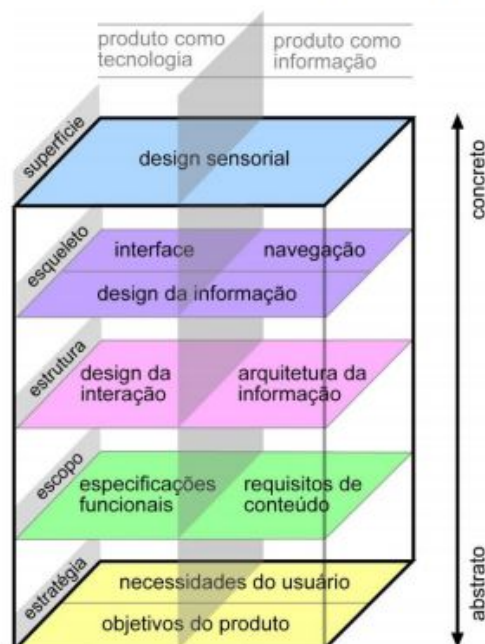 produto como
tecnologia
produto como
informação
superfície
design sensorial
concreto
esqueleto
interface
navegação
design da informação
estrutura
design da
interação
arquitetura da
informação
escopo
especificações
funcionais
requisitos de
conteúdo
estratégia
necessidades do usuário
objetivos do produto
abstrato